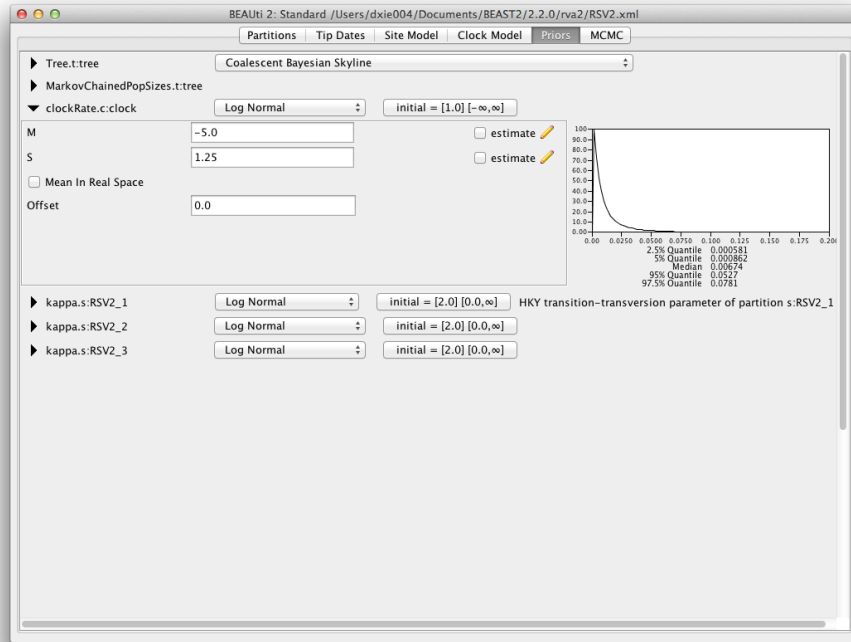 BEAUti 2: Standard /Users/dxie004/Documents/BEAST2/2.2.0/rva2/RSV2.xml
Partitions Tip Dates Site Model Clock Model Priors MCMC
Tree.t:tree Coalescent Bayesian Skyline
MarkovChainedPopSizes.t:tree
clockRate.c:clock Log Normal initial = [1.0] [-∞,∞]
M -5.0 estimate
S 1.25 estimate
Mean In Real Space
Offset 0.0
100
90.0
80.0
70.0
60.0
50.0
40.0
30.0
20.0
10.0
0.00
0.00 0.0250 0.0500 0.0750 0.100 0.125 0.150 0.175 0.200
2.5% Quantile 0.000581
5% Quantile 0.000862
Median 0.00674
95% Quantile 0.0527
97.5% Quantile 0.0781
kappa.s:RSV2_1 Log Normal initial = [2.0] [0.0,∞] HKY transition-transversion parameter of partition s:RSV2_1
kappa.s:RSV2_2 Log Normal initial = [2.0] [0.0,∞]
kappa.s:RSV2_3 Log Normal initial = [2.0] [0.0,∞]